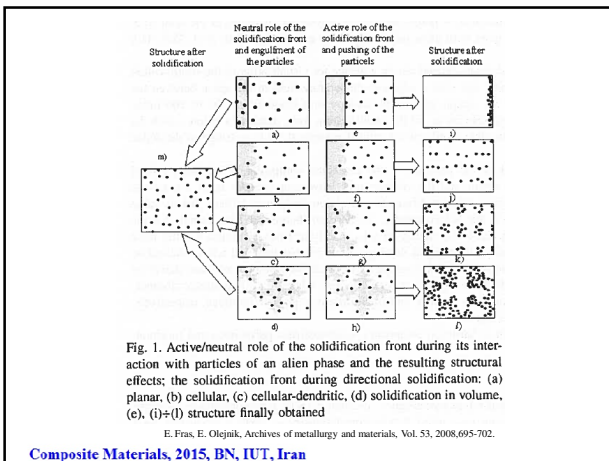 Structure after
solidification
Neutral role of the
solidification front
and engulfment of
the particles
Active role of the
solidification front
and pushing of the
particels
Structure after
solidification
a)
e
i)
m)
b
f)
j)
c)
g)
k)
d)
h)
l)
Fig. 1. Active/neutral role of the solidification front during its inter-
action with particles of an alien phase and the resulting structural
effects; the solidification front during directional solidification: (a)
planar, (b) cellular, (c) cellular-dendritic, (d) solidification in volume,
(e), (i)÷(l) structure finally obtained
E. Fras, E. Olejnik, Archives of metallurgy and materials, Vol. 53, 2008,695-702.
Composite Materials, 2015, BN, IUT, Iran